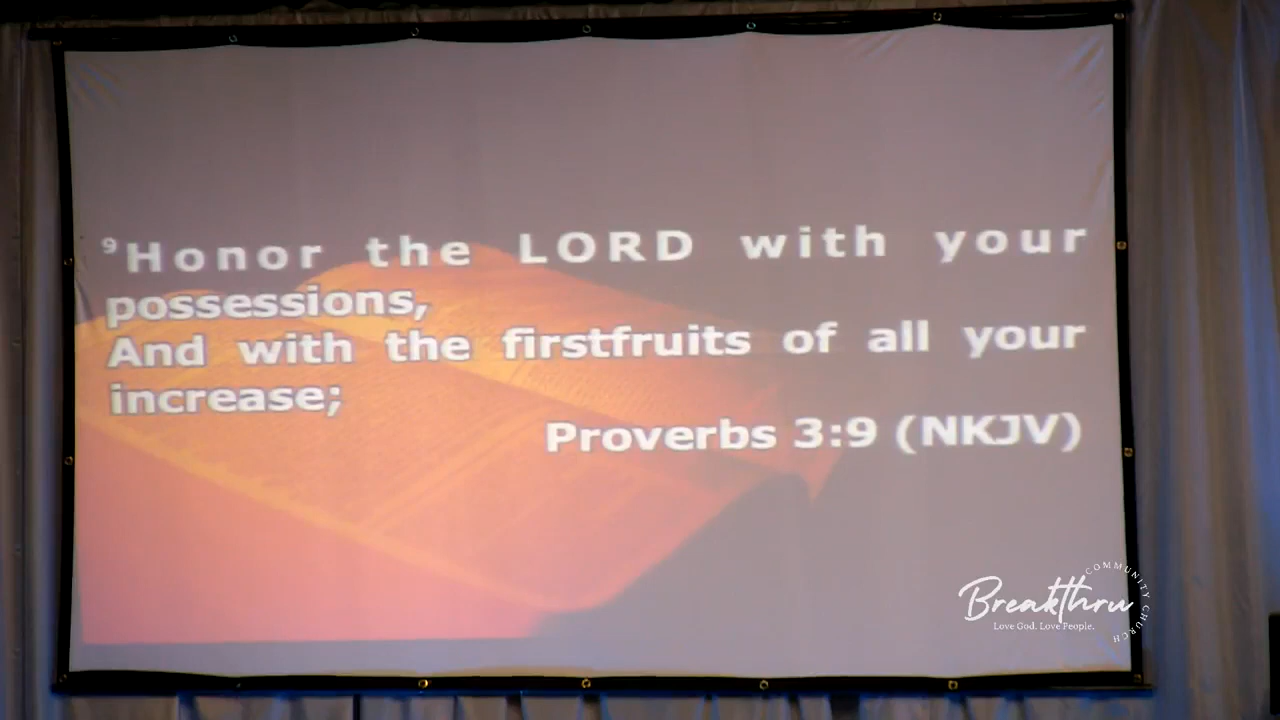 ⁹Honor the LORD with your
possessions,
And with the firstfruits of all your
increase;
Proverbs 3:9 (NKJV)
Breakthru
COMMUNITY CHURCH
Love God. Love People.